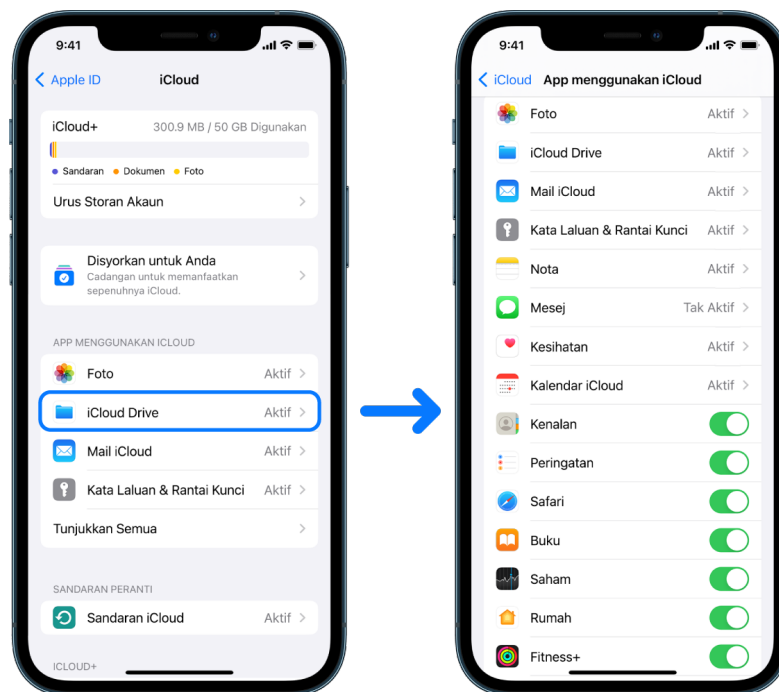 9:41
Apple ID
iCloud
iCloud+
300.9 MB / 50 GB Digunakan
Sandaran
Dokumen
Foto
Urus Storan Akaun
Disyorkan untuk Anda
Cadangan untuk memanfaatkan
sepenuhnya iCloud.
APP MENGGUNAKAN ICLOUD
Foto Aktif
iCloud Drive Aktif
Mail iCloud Aktif
Kata Laluan & Rantai Kunci Aktif
Tunjukkan Semua
SANDARAN PERANTI
Sandaran iCloud Aktif
ICLOUD+
9:41
iCloud App menggunakan iCloud
Foto Aktif
iCloud Drive Aktif
Mail iCloud Aktif
Kata Laluan & Rantai Kunci Aktif
Nota Aktif
Mesej Tak Aktif
Kesihatan Aktif
Kalendar iCloud Aktif
Kenalan
Peringatan
Safari
Buku
Saham
Rumah
Fitness+